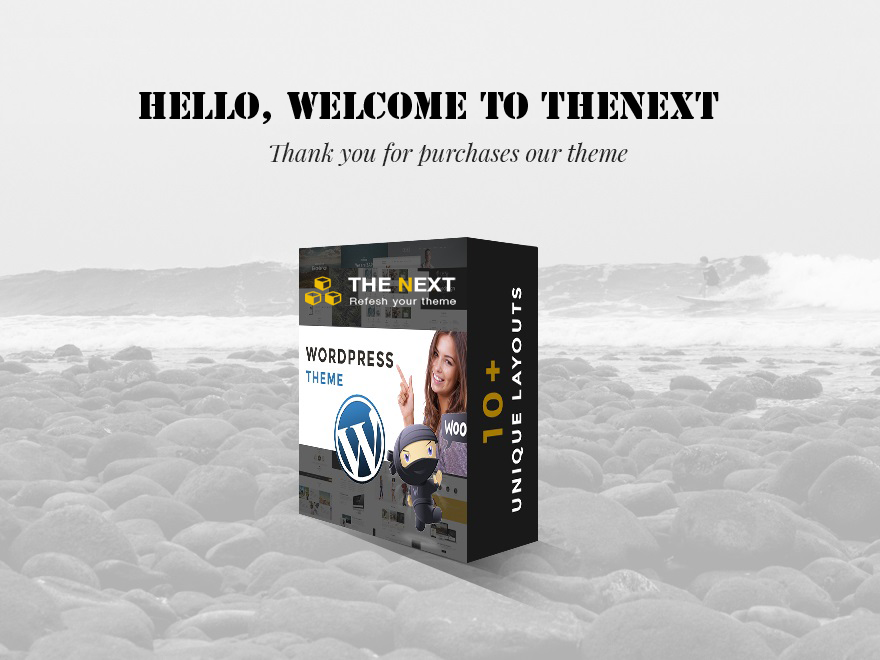 HELLO, WELCOME TO THENEXT
Thank you for purchases our theme
THE NEXT
Refesh your theme
WORDPRESS
THEME
W
WOO
10+
UNIQUE LAYOUTS